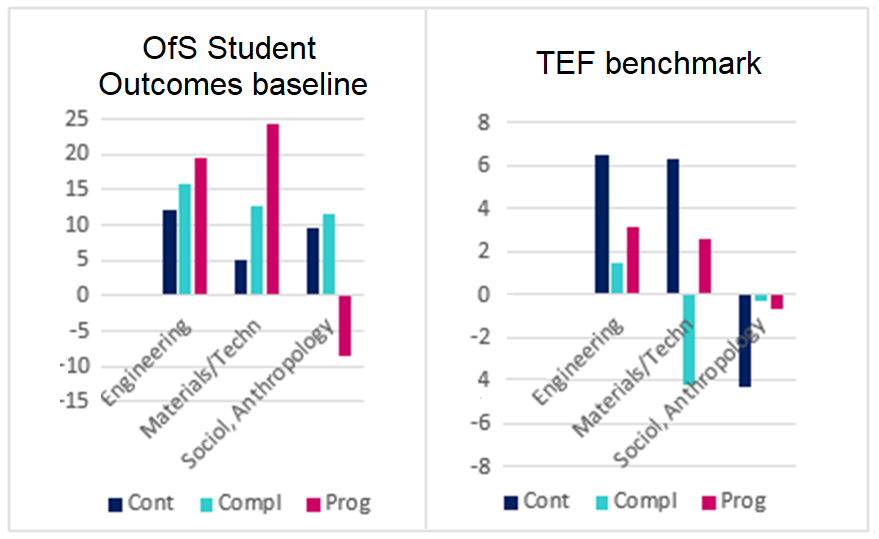 OfS Student
Outcomes baseline
25
20
15
10
5
0
-5
-10
-15
Engineering
Materials/Techn
Sociol, Anthropology
Cont Compl Prog
TEF benchmark
8
6
4
2
0
-2
4
-6
-8
Engineering
Materials/Techn
Sociol, Anthropology
Cont Compl Prog